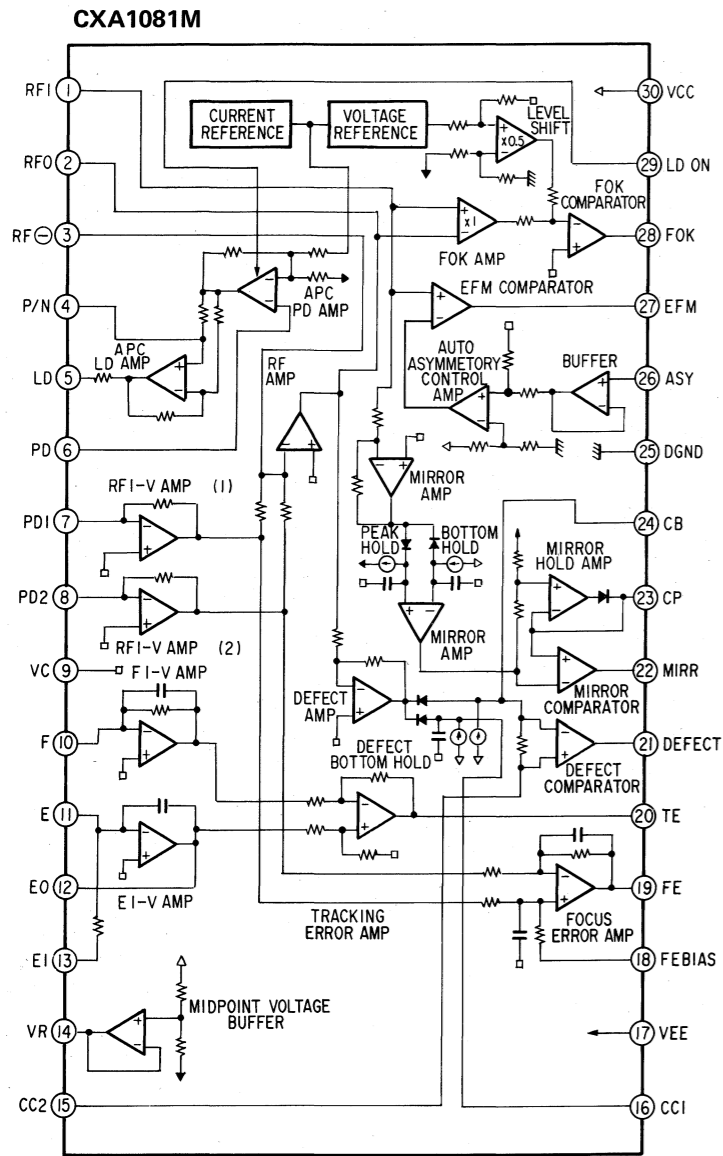 CXA1081M
RFI 1
RFO 2
RF⊖ 3
P/N 4
LD 5
PD 6
PD1 7
PD2 8
VC 9
F 10
E 11
EO 12
EI 13
VR 14
CC2 15
30 VCC
29 LD ON
28 FOK
27 EFM
26 ASY
25 DGND
24 CB
23 CP
22 MIRR
21 DEFECT
20 TE
19 FE
18 FEBIAS
17 VEE
16 CC1
CURRENT
REFERENCE
VOLTAGE
REFERENCE
LEVEL
SHIFT
+
×0.5
−
FOK
COMPARATOR
−
+
+
×1
−
FOK AMP
−
+
APC
PD AMP
EFM COMPARATOR
+
−
APC
LD AMP
+
−
RF
AMP
−
+
AUTO
ASYMMETORY
CONTROL
AMP
+
−
BUFFER
+
−
−
+
MIRROR
AMP
RFI-V AMP (1)
−
+
PEAK
HOLD
BOTTOM
HOLD
+
−
MIRROR
AMP
MIRROR
HOLD AMP
+
−
−
+
RFI-V AMP (2)
+
−
MIRROR
COMPARATOR
FI-V AMP
−
+
DEFECT
AMP
−
+
DEFECT
BOTTOM HOLD
−
+
DEFECT
COMPARATOR
−
+
EI-V AMP
−
+
TRACKING
ERROR AMP
−
+
FOCUS
ERROR AMP
MIDPOINT VOLTAGE
BUFFER
+
−